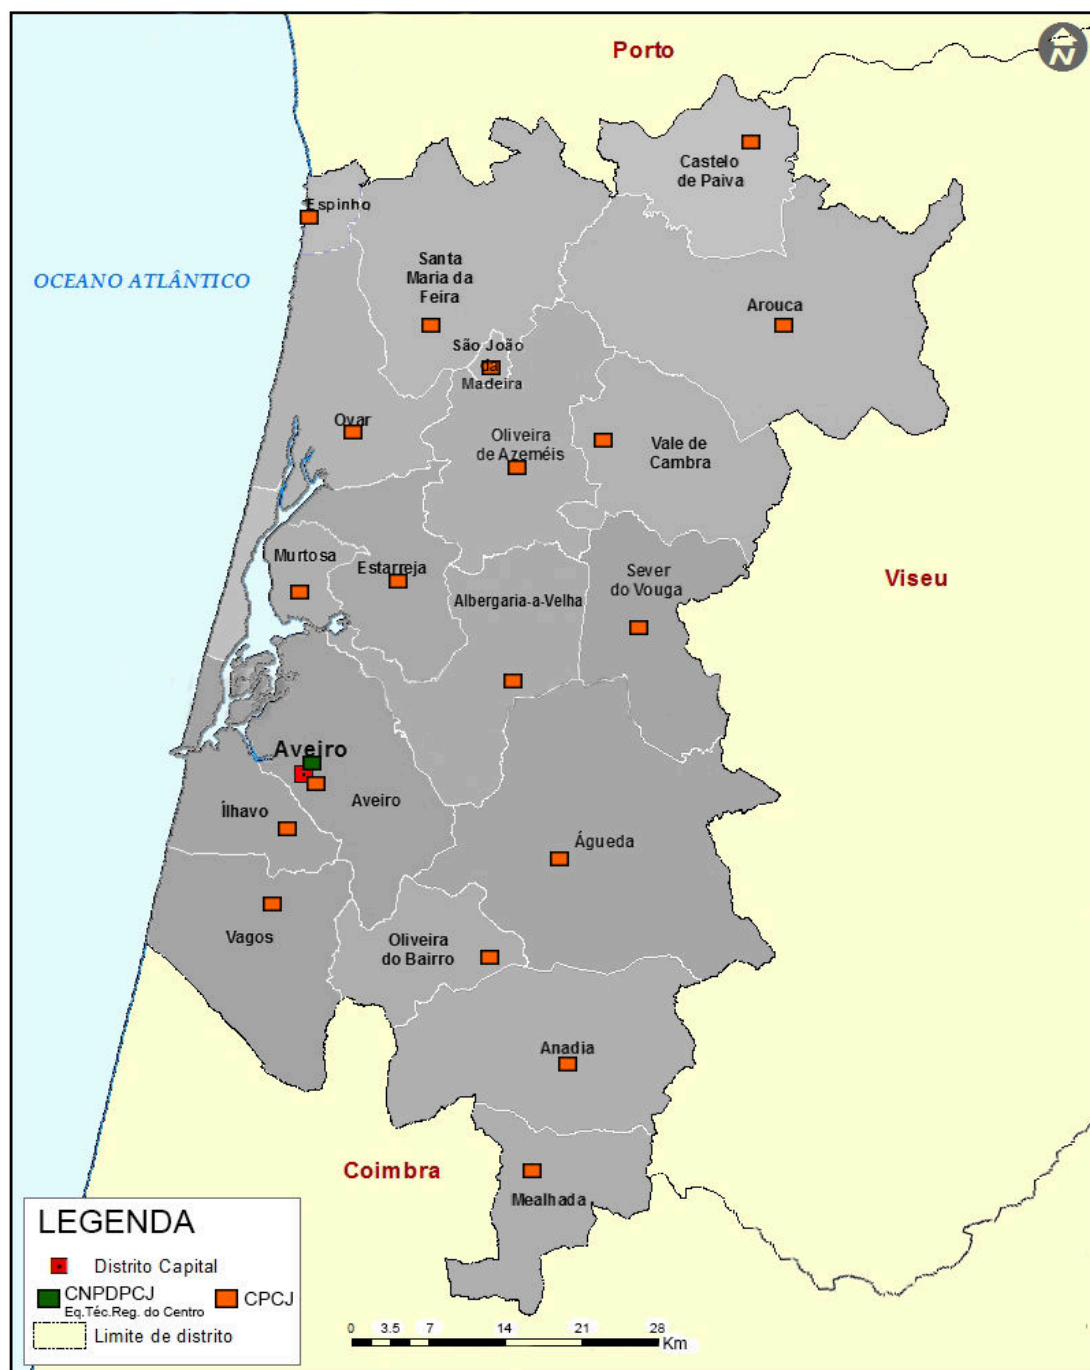 Porto
N
Castelo
de Paiva
Espinho
Santa
Maria da
Feira
OCEANO ATLÂNTICO
Arouca
São João
da
Madeira
Ovar
Oliveira
de Azeméis
Vale de
Cambra
Murtosa
Estarreja
Sever
do Vouga
Viseu
Albergaria-a-Velha
Aveiro
Aveiro
Ílhavo
Águeda
Vagos
Oliveira
do Bairro
Anadia
Coimbra
Mealhada
LEGENDA
Distrito Capital
CNPDPCJ
Eq.Téc.Reg. do Centro
CPCJ
Limite de distrito
0 3.5 7 14 21 28
Km